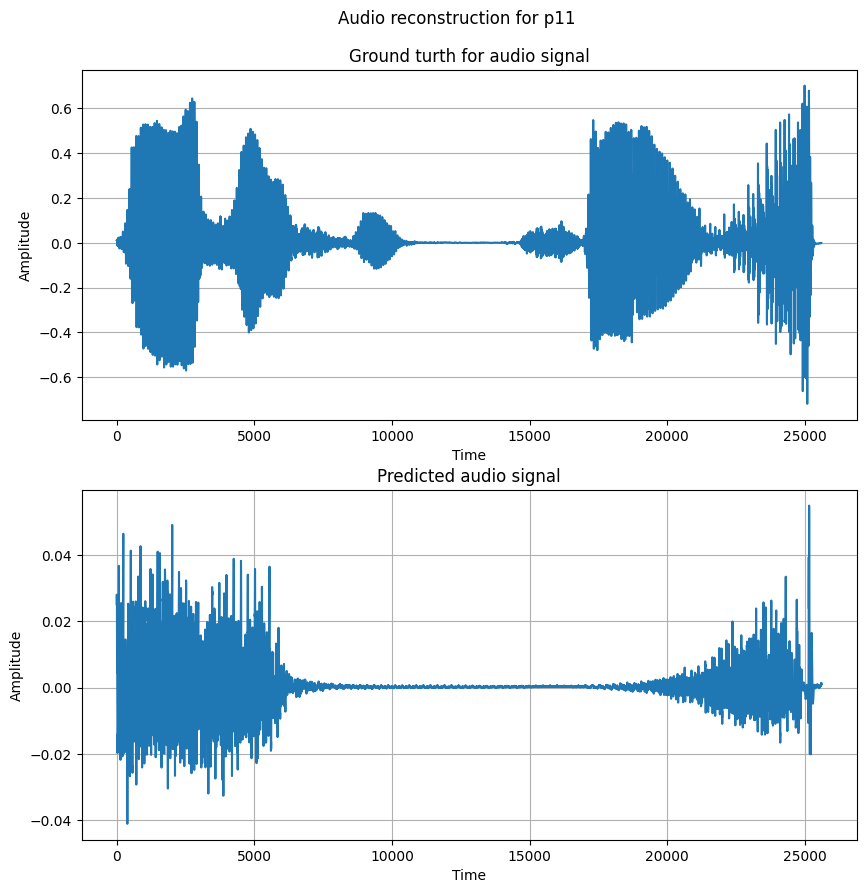 Audio reconstruction for p11
Ground turth for audio signal
0.6
0.4
0.2
0.0
−0.2
−0.4
−0.6
Amplitude
0 5000 10000 15000 20000 25000
Time
Predicted audio signal
0.04
0.02
0.00
−0.02
−0.04
Amplitude
0 5000 10000 15000 20000 25000
Time